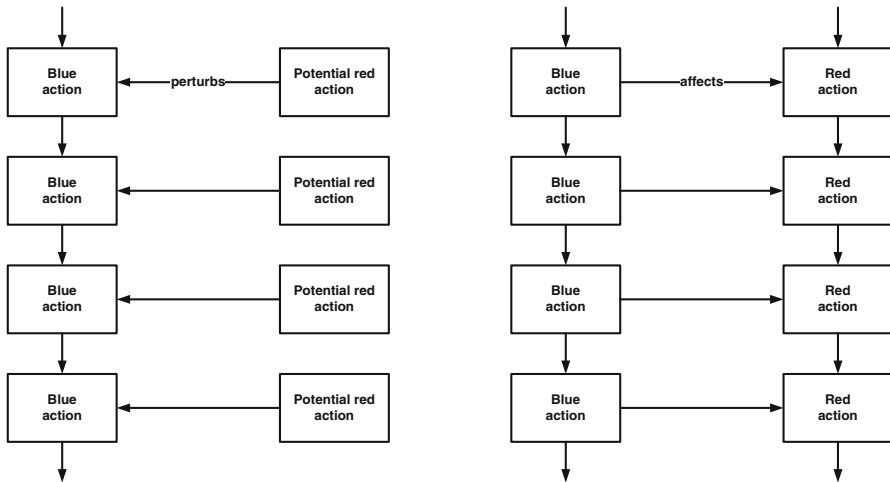 Blue
action
perturbs
Potential red
action
Blue
action
affects
Red
action
Blue
action
Potential red
action
Blue
action
Red
action
Blue
action
Potential red
action
Blue
action
Red
action
Blue
action
Potential red
action
Blue
action
Red
action